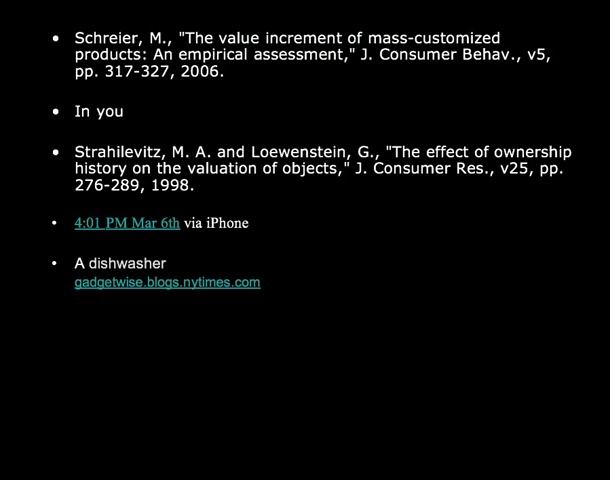 • Schreier, M., "The value increment of mass-customized
products: An empirical assessment," J. Consumer Behav., v5,
pp. 317-327, 2006.
• In you
• Strahilevitz, M. A. and Loewenstein, G., "The effect of ownership
history on the valuation of objects," J. Consumer Res., v25, pp.
276-289, 1998.
• 4:01 PM Mar 6th via iPhone
• A dishwasher
gadgetwise.blogs.nytimes.com